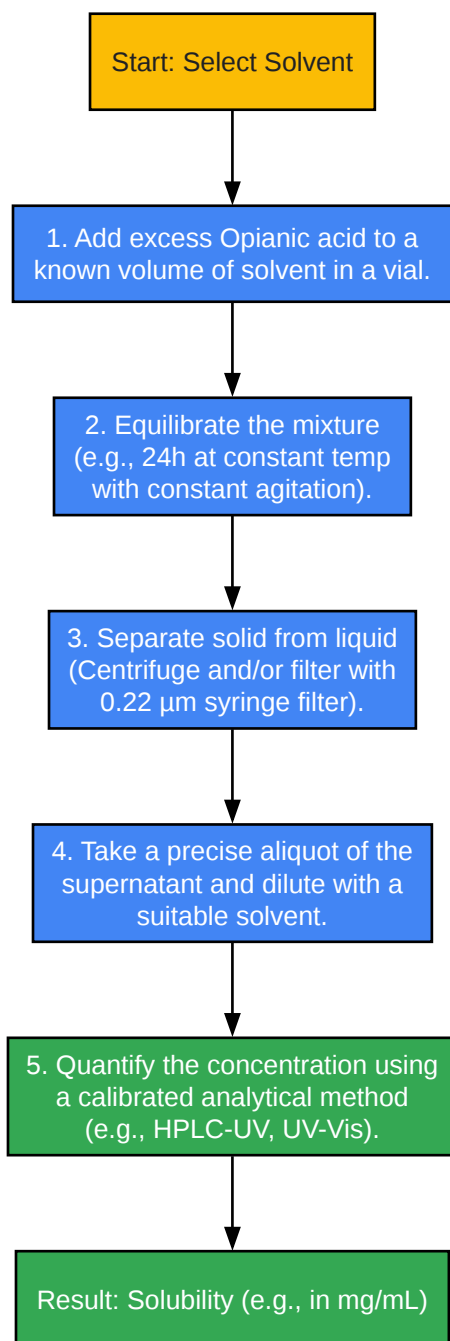 Start: Select Solvent
1. Add excess Opianic acid to a
known volume of solvent in a vial.
2. Equilibrate the mixture
(e.g., 24h at constant temp
with constant agitation).
3. Separate solid from liquid
(Centrifuge and/or filter with
0.22 µm syringe filter).
4. Take a precise aliquot of the
supernatant and dilute with a
suitable solvent.
5. Quantify the concentration using
a calibrated analytical method
(e.g., HPLC-UV, UV-Vis).
Result: Solubility (e.g., in mg/mL)